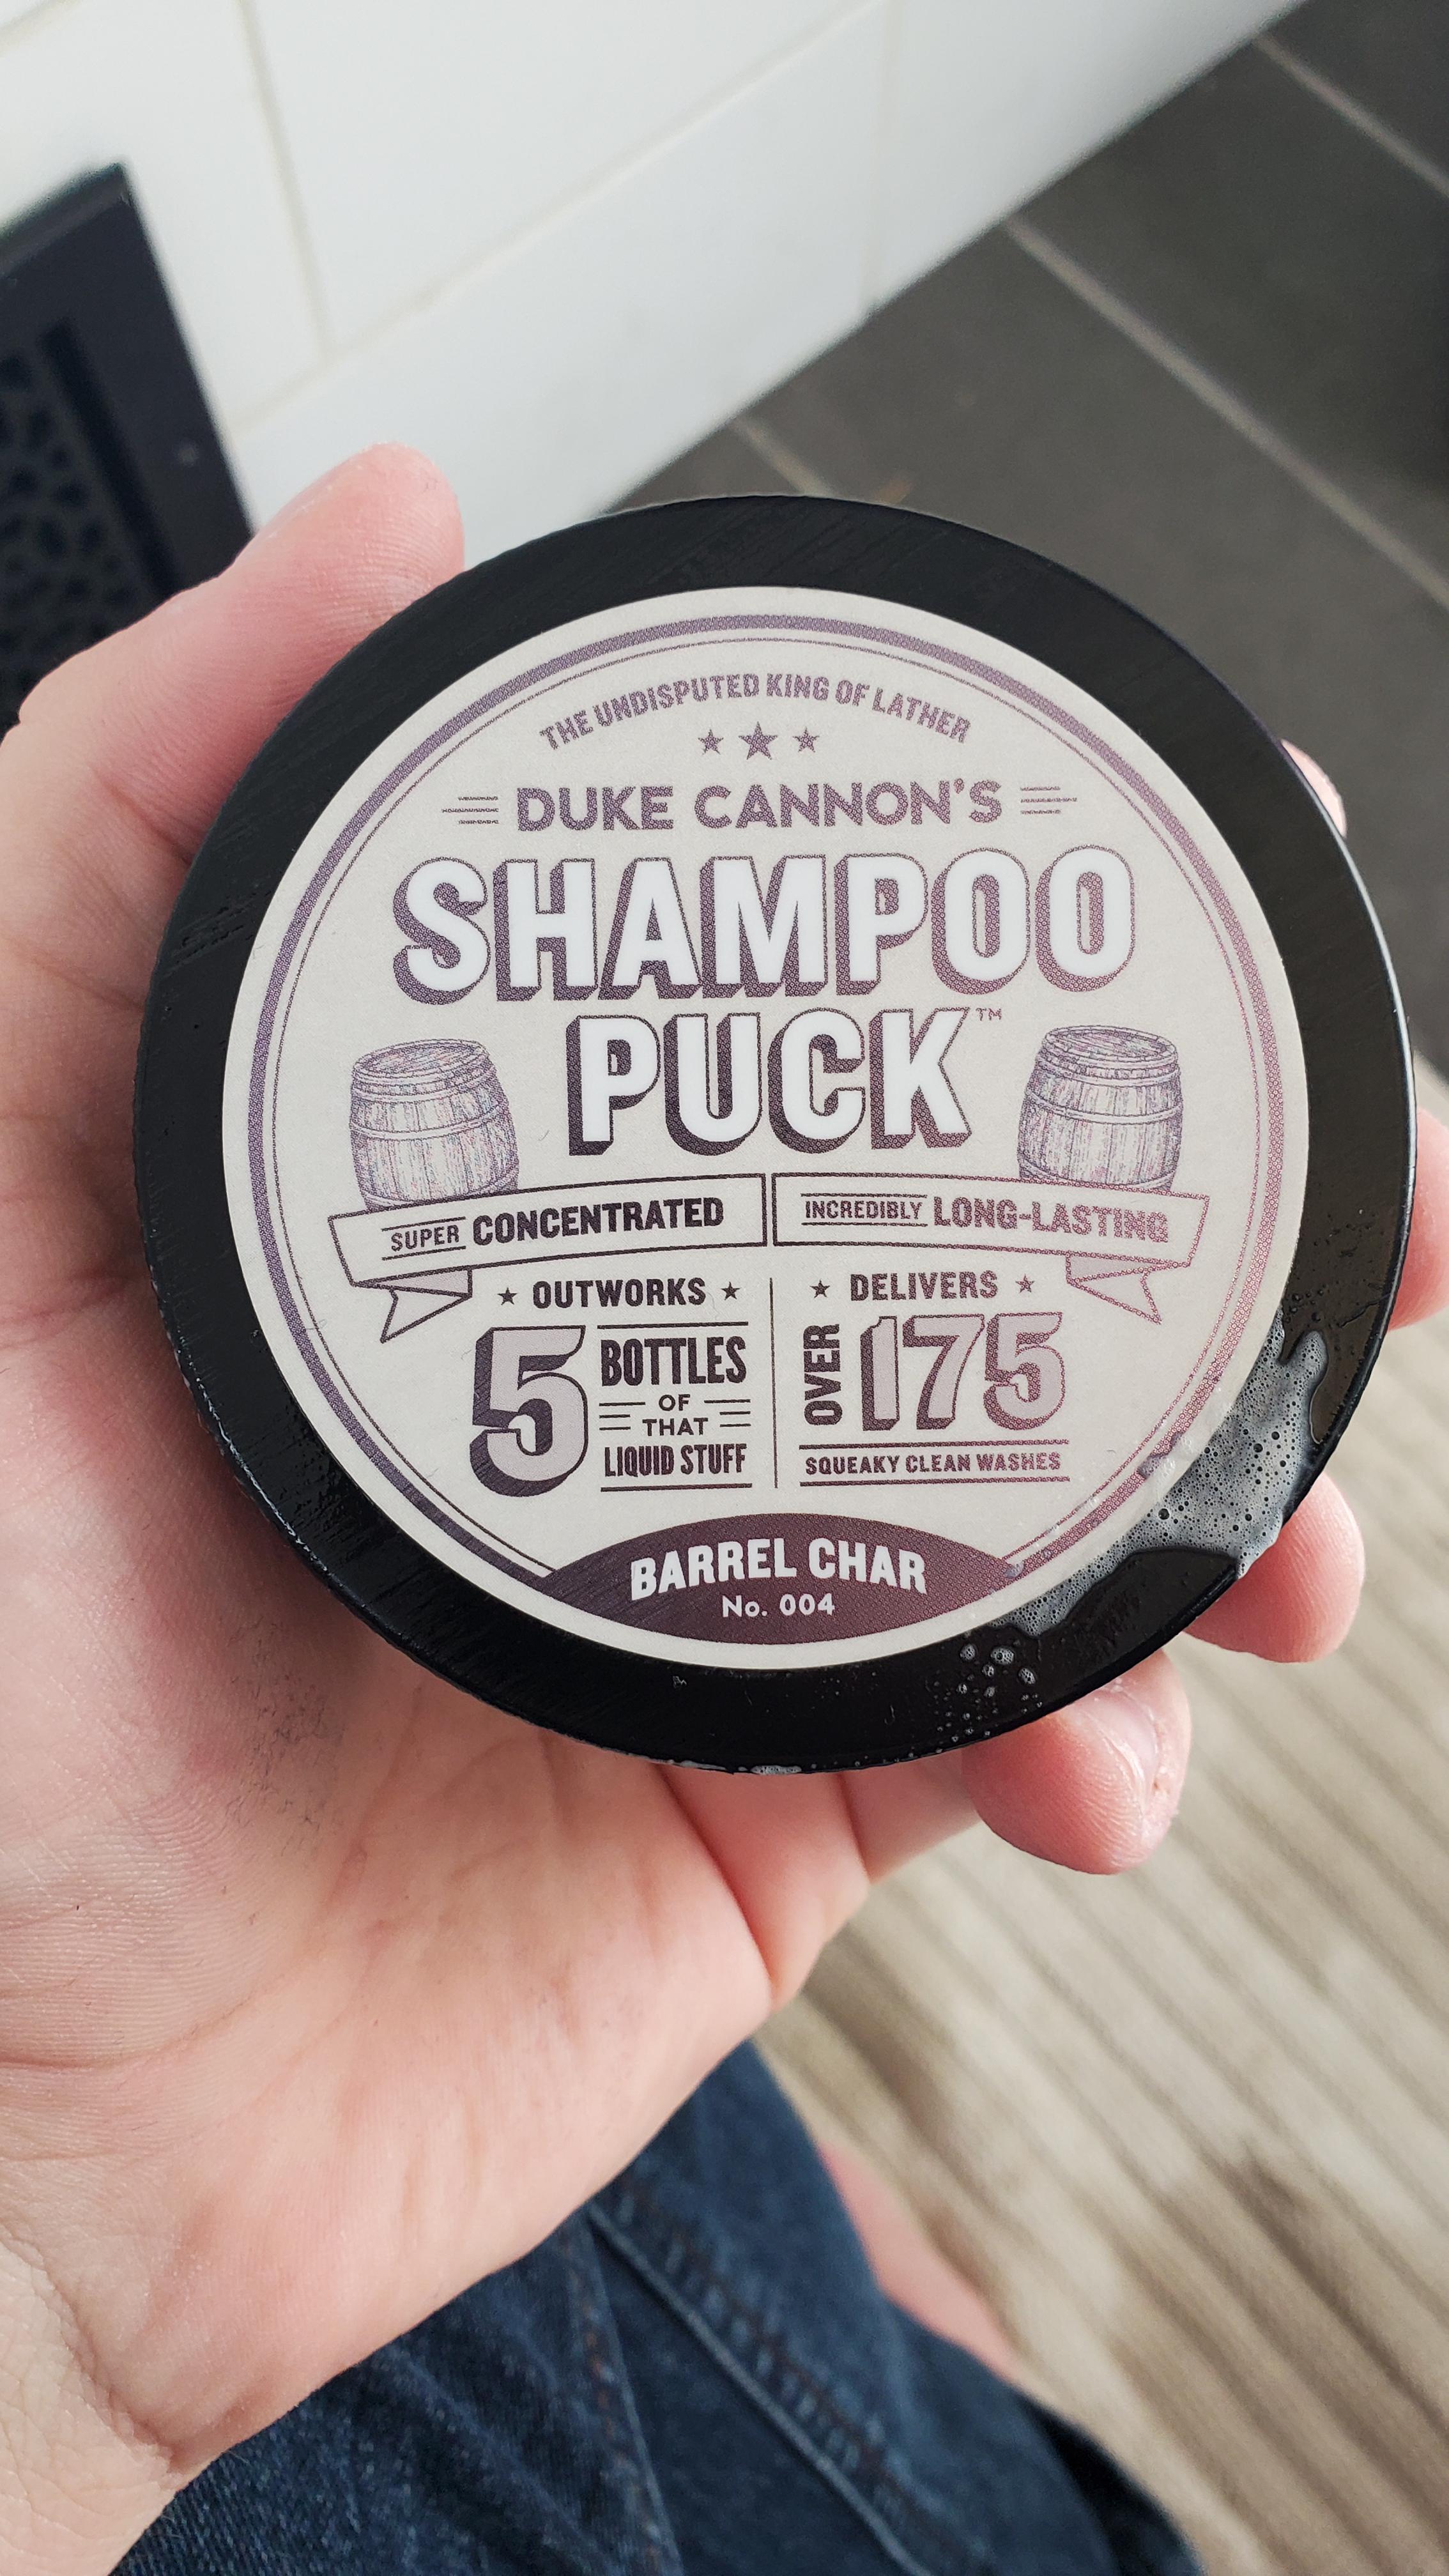 THE UNDISPUTED KING OF LATHER
DUKE CANNON'S
SHAMPOO
PUCK™
SUPER CONCENTRATED
INCREDIBLY LONG-LASTING
OUTWORKS
5 BOTTLES
OF
THAT
LIQUID STUFF
DELIVERS
OVER 175
SQUEAKY CLEAN WASHES
BARREL CHAR
No. 004